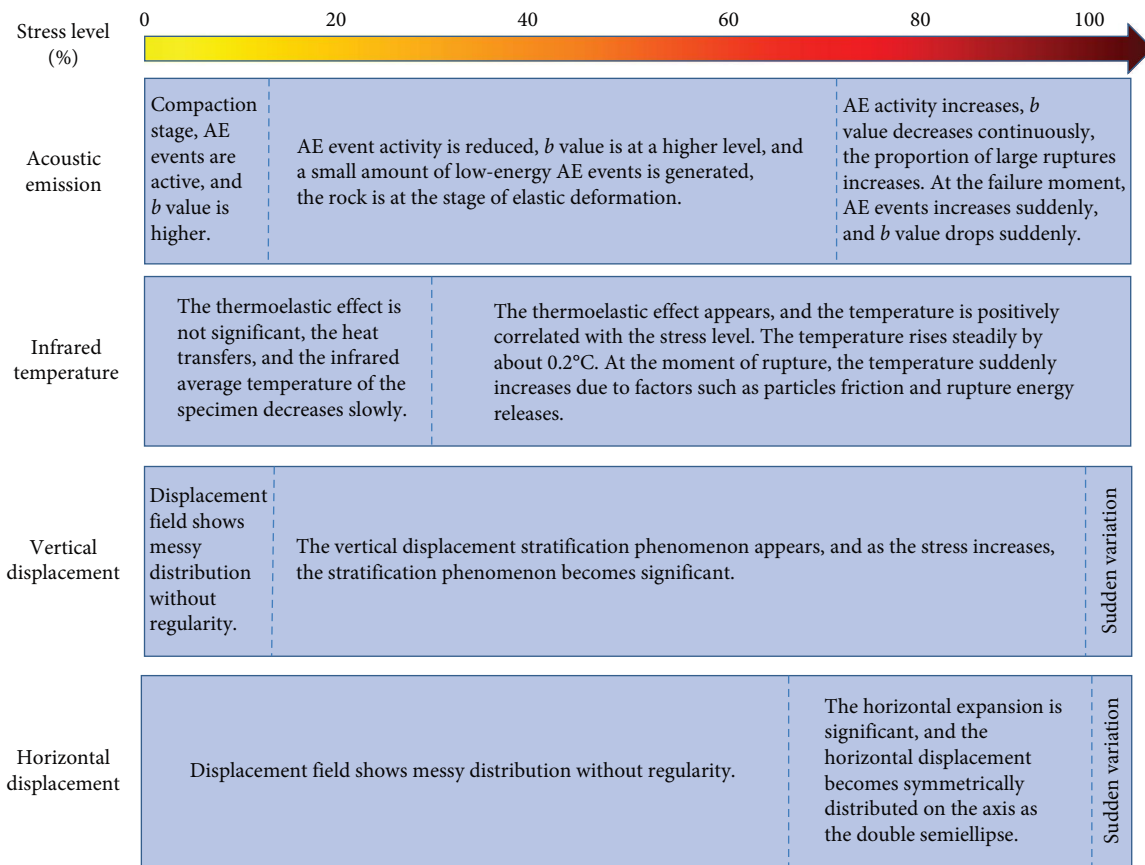 Stress level
(%)
0 20 40 60 80 100
Acoustic
emission
Compaction
stage, AE
events are
active, and
b value is
higher.
AE event activity is reduced, b value is at a higher level, and
a small amount of low-energy AE events is generated,
the rock is at the stage of elastic deformation.
AE activity increases, b
value decreases continuously,
the proportion of large ruptures
increases. At the failure moment,
AE events increases suddenly,
and b value drops suddenly.
Infrared
temperature
The thermoelastic effect is
not significant, the heat
transfers, and the infrared
average temperature of the
specimen decreases slowly.
The thermoelastic effect appears, and the temperature is positively
correlated with the stress level. The temperature rises steadily by
about 0.2°C. At the moment of rupture, the temperature suddenly
increases due to factors such as particles friction and rupture energy
releases.
Vertical
displacement
Displacement
field shows
messy
distribution
without
regularity.
The vertical displacement stratification phenomenon appears, and as the stress increases,
the stratification phenomenon becomes significant.
Sudden variation
Horizontal
displacement
Displacement field shows messy distribution without regularity.
The horizontal expansion is
significant, and the
horizontal displacement
becomes symmetrically
distributed on the axis as
the double semiellipse.
Sudden variation